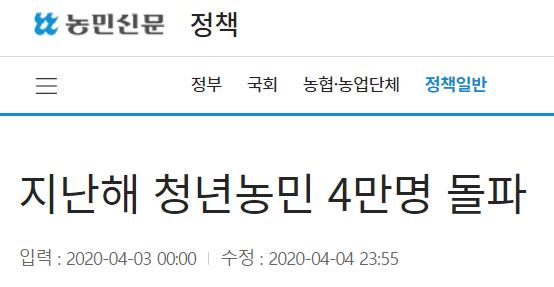 농민신문 정책
정부 국회 농협·농업단체 정책일반
지난해 청년농민 4만명 돌파
입력 : 2020-04-03 00:00 | 수정 : 2020-04-04 23:55